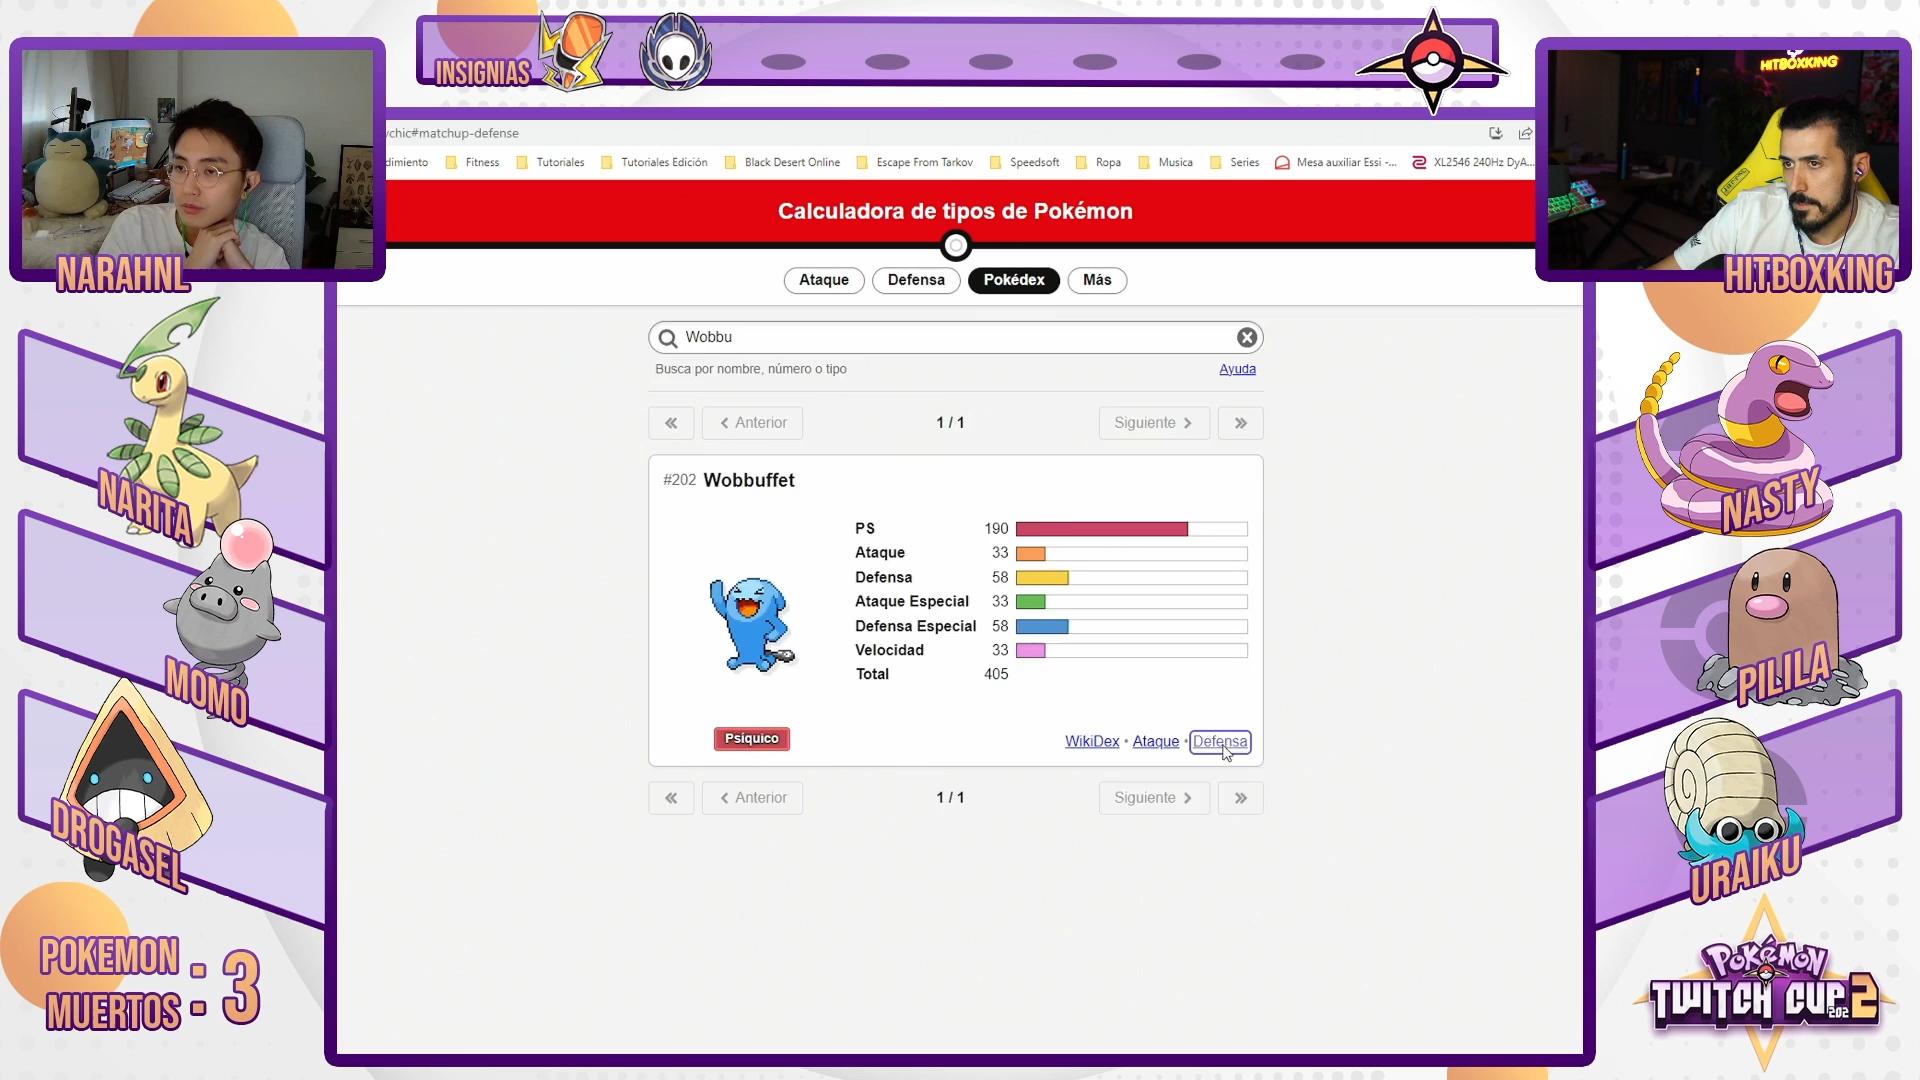 INSIGNIAS
HITBOXKING
NARAHNL
HITBOXKING
ychic#matchup-defense
dimiento
Fitness
Tutoriales
Tutoriales Edición
Black Desert Online
Escape From Tarkov
Speedsoft
Ropa
Musica
Series
Mesa auxiliar Essi -...
XL2546 240Hz DyA...
Calculadora de tipos de Pokémon
Ataque
Defensa
Pokédex
Más
Wobbu
Busca por nombre, número o tipo
Ayuda
Anterior
1 / 1
Siguiente
#202 Wobbuffet
PS 190
Ataque 33
Defensa 58
Ataque Especial 33
Defensa Especial 58
Velocidad 33
Total 405
Psíquico
WikiDex • Ataque • Defensa
Anterior
1 / 1
Siguiente
NARITA
MOMO
DROGASEL
POKEMON
MUERTOS : 3
NASTY
PILILA
URAIKU
POKÉMON
TWITCH CUP 2
202